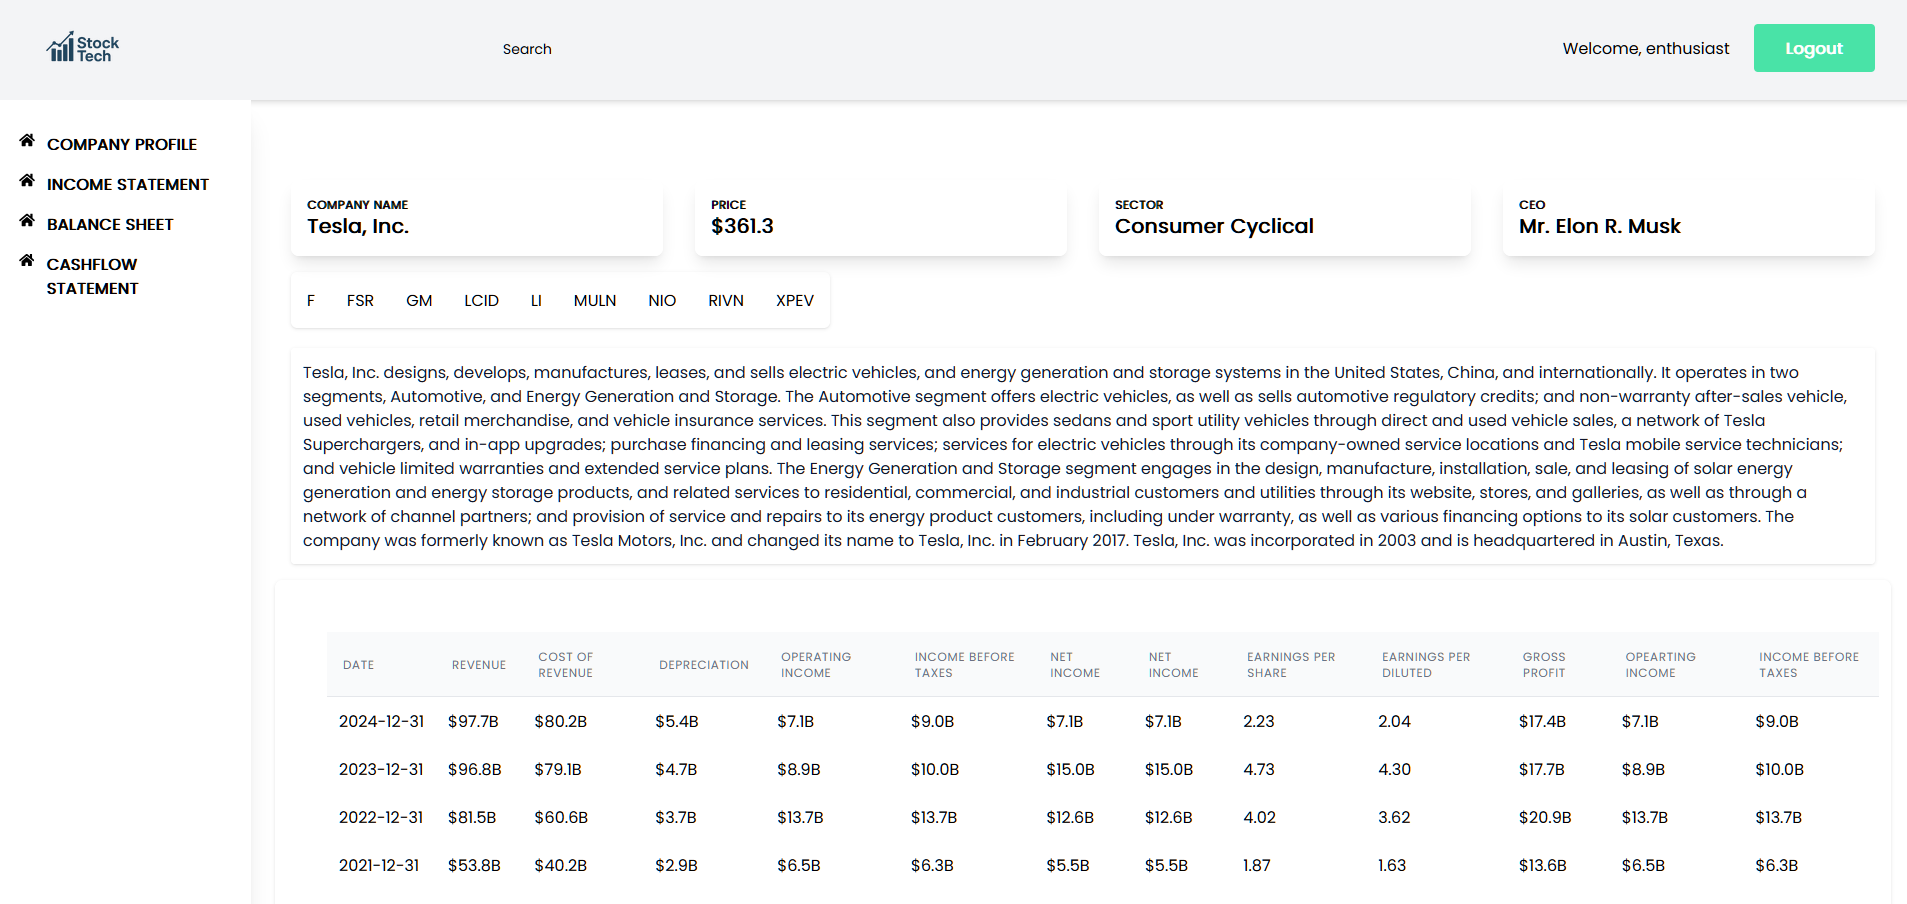 Stock
Tech
Search
Welcome, enthusiast
Logout
COMPANY PROFILE
INCOME STATEMENT
BALANCE SHEET
CASHFLOW
STATEMENT
COMPANY NAME
Tesla, Inc.
PRICE
$361.3
SECTOR
Consumer Cyclical
CEO
Mr. Elon R. Musk
F FSR GM LCID LI MULN NIO RIVN XPEV
Tesla, Inc. designs, develops, manufactures, leases, and sells electric vehicles, and energy generation and storage systems in the United States, China, and internationally. It operates in two
segments, Automotive, and Energy Generation and Storage. The Automotive segment offers electric vehicles, as well as sells automotive regulatory credits; and non-warranty after-sales vehicle,
used vehicles, retail merchandise, and vehicle insurance services. This segment also provides sedans and sport utility vehicles through direct and used vehicle sales, a network of Tesla
Superchargers, and in-app upgrades; purchase financing and leasing services; services for electric vehicles through its company-owned service locations and Tesla mobile service technicians;
and vehicle limited warranties and extended service plans. The Energy Generation and Storage segment engages in the design, manufacture, installation, sale, and leasing of solar energy
generation and energy storage products, and related services to residential, commercial, and industrial customers and utilities through its website, stores, and galleries, as well as through a
network of channel partners; and provision of service and repairs to its energy product customers, including under warranty, as well as various financing options to its solar customers. The
company was formerly known as Tesla Motors, Inc. and changed its name to Tesla, Inc. in February 2017. Tesla, Inc. was incorporated in 2003 and is headquartered in Austin, Texas.
DATE REVENUE COST OF REVENUE DEPRECIATION OPERATING INCOME INCOME BEFORE TAXES NET INCOME NET INCOME EARNINGS PER SHARE EARNINGS PER DILUTED GROSS PROFIT OPEARTING INCOME INCOME BEFORE TAXES
2024-12-31 $97.7B $80.2B $5.4B $7.1B $9.0B $7.1B $7.1B 2.23 2.04 $17.4B $7.1B $9.0B
2023-12-31 $96.8B $79.1B $4.7B $8.9B $10.0B $15.0B $15.0B 4.73 4.30 $17.7B $8.9B $10.0B
2022-12-31 $81.5B $60.6B $3.7B $13.7B $13.7B $12.6B $12.6B 4.02 3.62 $20.9B $13.7B $13.7B
2021-12-31 $53.8B $40.2B $2.9B $6.5B $6.3B $5.5B $5.5B 1.87 1.63 $13.6B $6.5B $6.3B